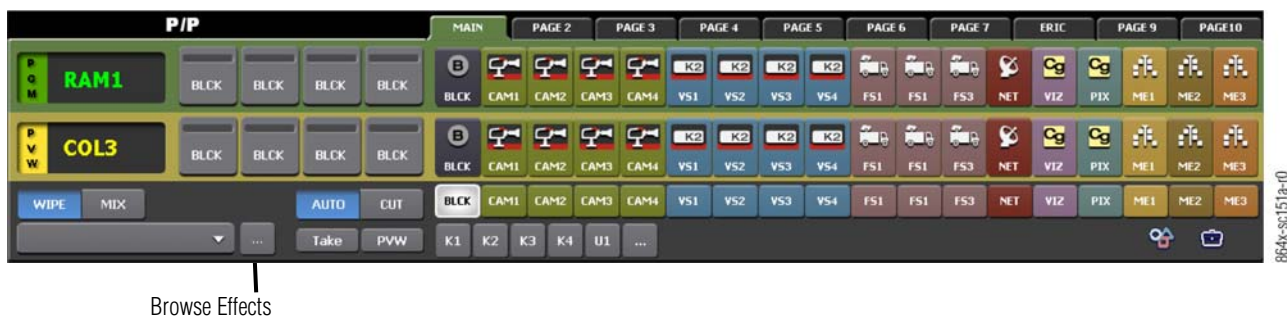 P/P MAIN PAGE 2 PAGE 3 PAGE 4 PAGE 5 PAGE 6 PAGE 7 ERIC PAGE 9 PAGE10
PGM RAM1 BLCK BLCK BLCK BLCK B K2 K2 K2 K2 Cg Cg
BLCK CAM1 CAM2 CAM3 CAM4 VS1 VS2 VS3 VS4 FS1 FS1 FS3 NET VIZ PIX ME1 ME2 ME3
PVW COL3 BLCK BLCK BLCK BLCK B K2 K2 K2 K2 Cg Cg
BLCK CAM1 CAM2 CAM3 CAM4 VS1 VS2 VS3 VS4 FS1 FS1 FS3 NET VIZ PIX ME1 ME2 ME3
WIPE MIX AUTO CUT BLCK CAM1 CAM2 CAM3 CAM4 VS1 VS2 VS3 VS4 FS1 FS1 FS3 NET VIZ PIX ME1 ME2 ME3
... Take PVW K1 K2 K3 K4 U1 ...
Browse Effects
864x-sc151a-r0